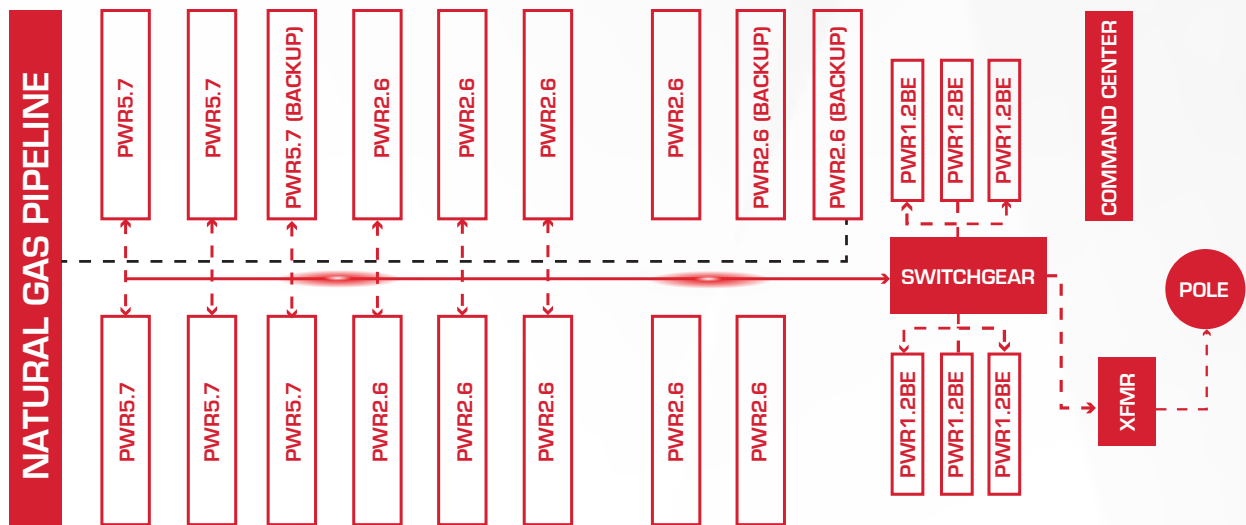 NATURAL GAS PIPELINE
PWR5.7
PWR5.7
PWR5.7 (BACKUP)
PWR2.6
PWR2.6
PWR2.6
PWR2.6
PWR2.6 (BACKUP)
PWR2.6 (BACKUP)
PWR1.2BE
PWR1.2BE
PWR1.2BE
COMMAND CENTER
SWITCHGEAR
POLE
PWR5.7
PWR5.7
PWR5.7
PWR2.6
PWR2.6
PWR2.6
PWR2.6
PWR2.6
PWR1.2BE
PWR1.2BE
PWR1.2BE
XFMR